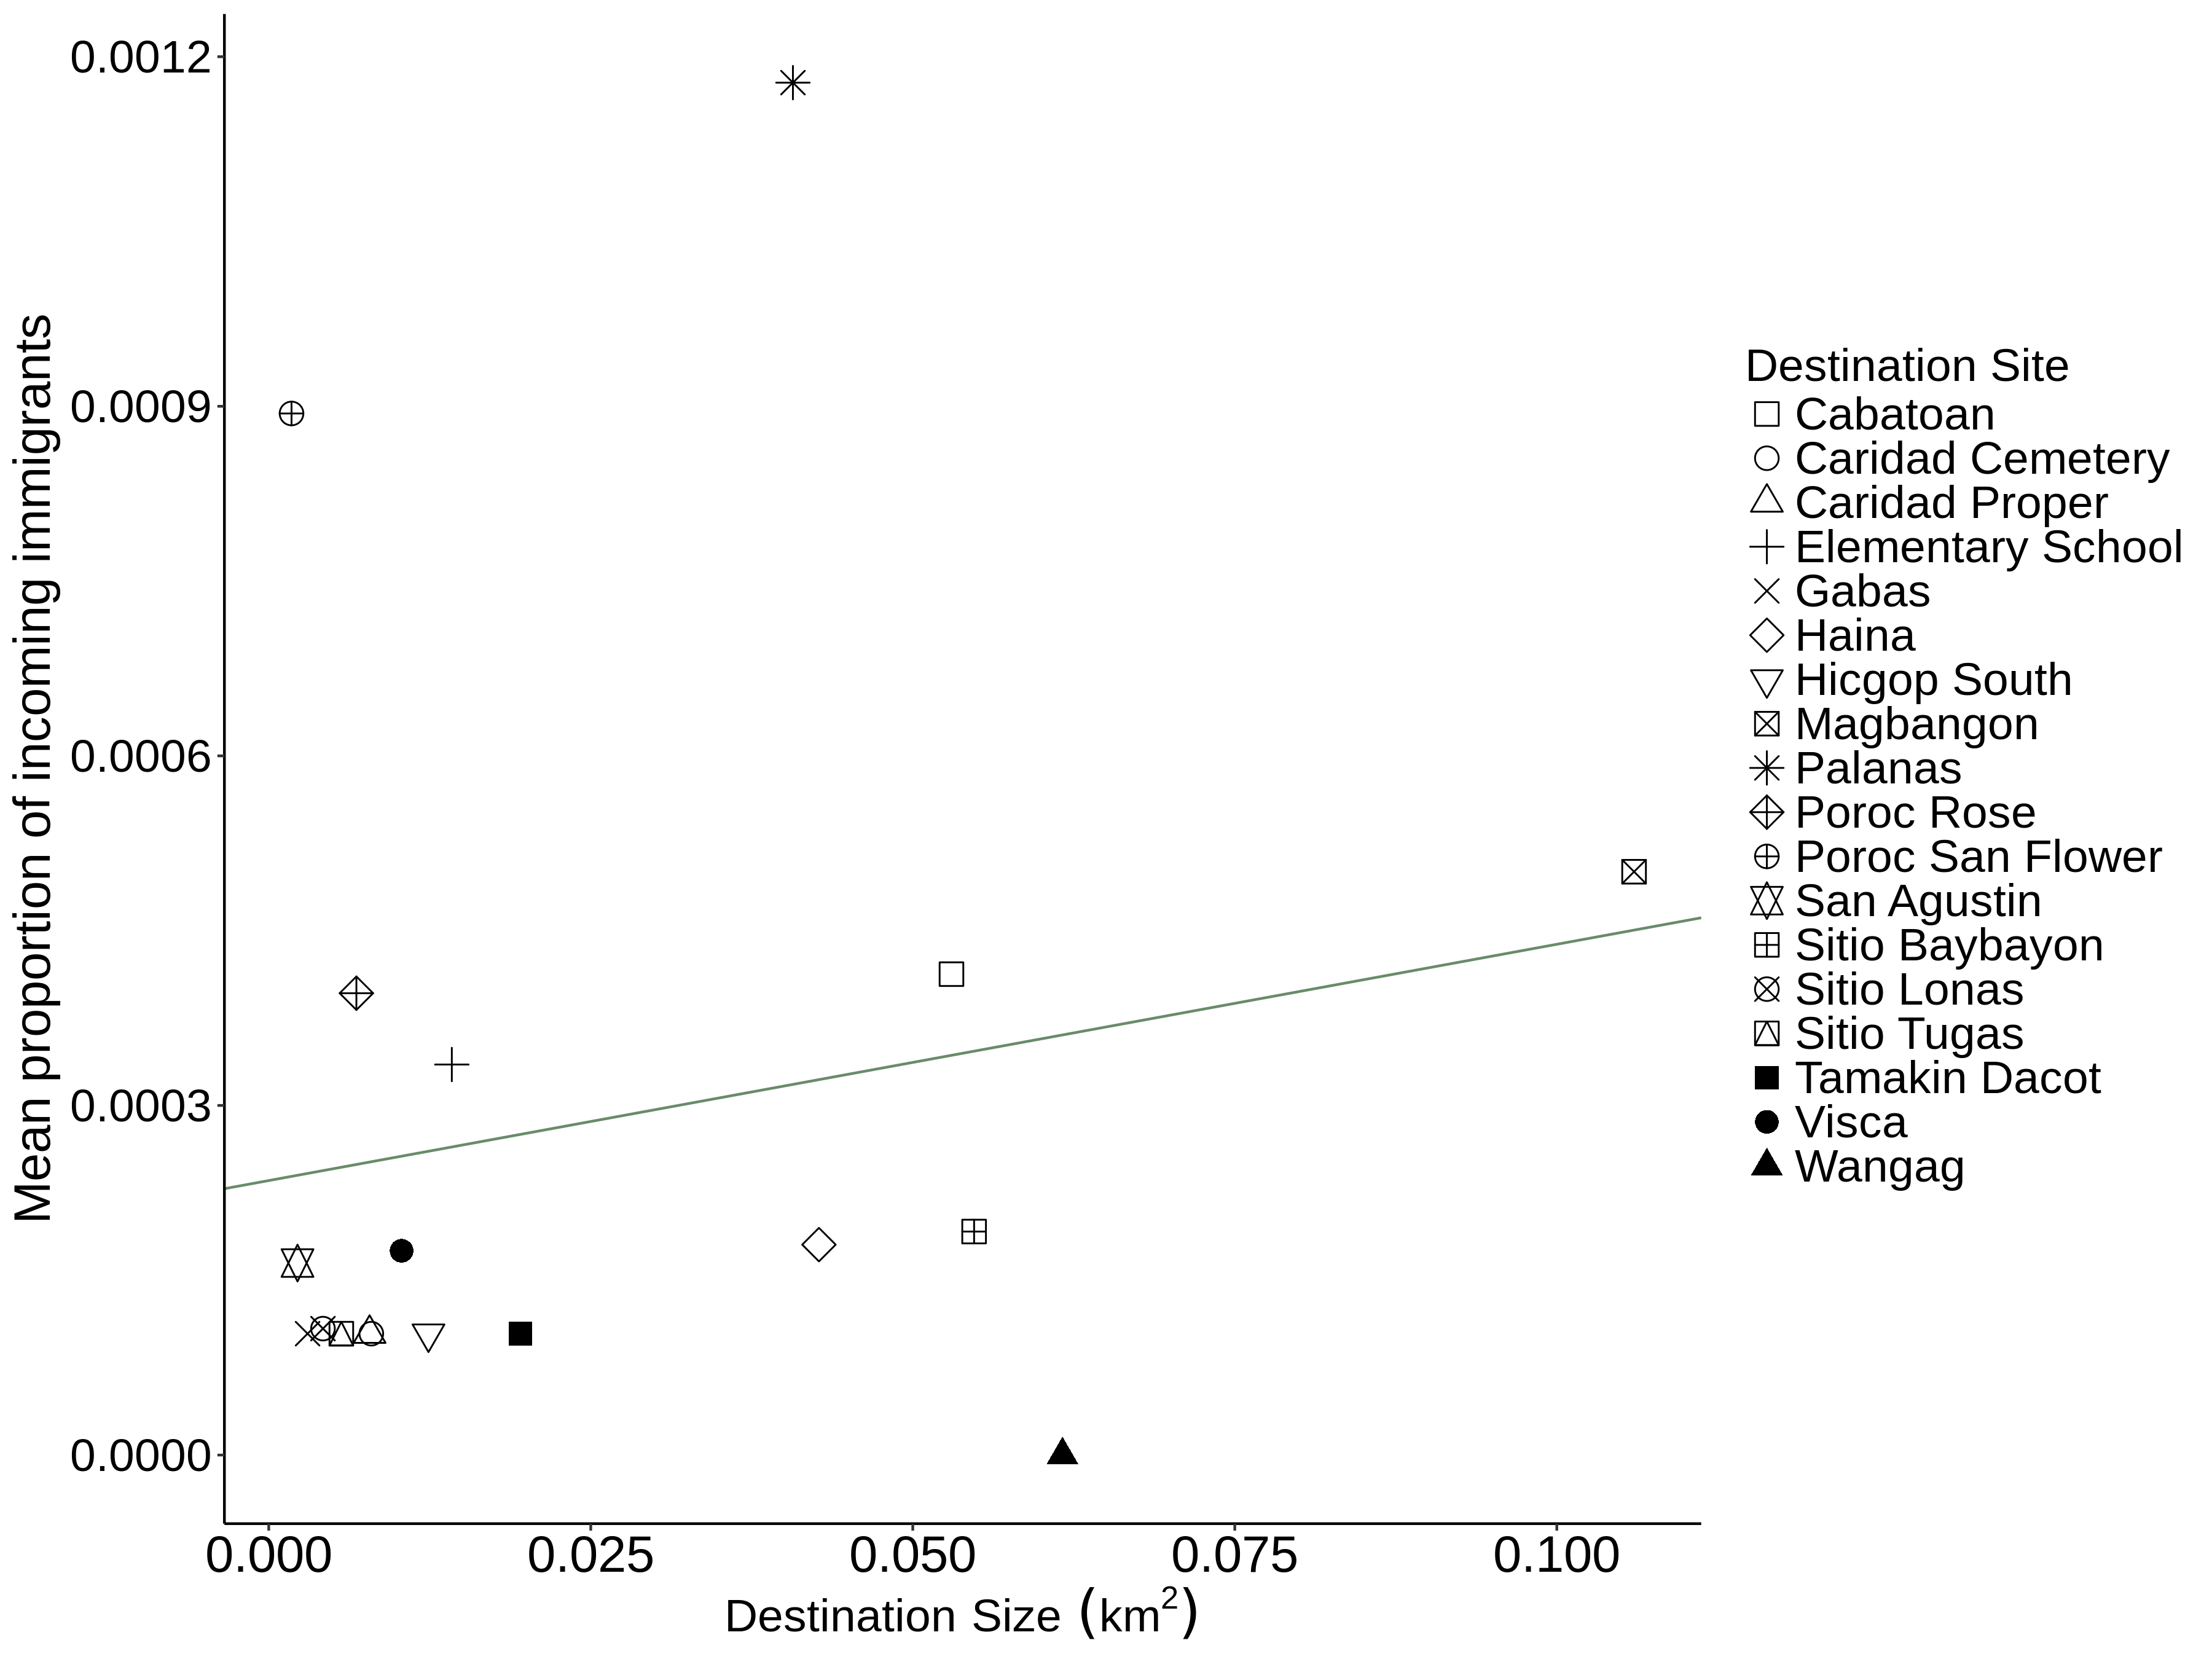 Mean proportion of incoming immigrants
0.0012
0.0009
0.0006
0.0003
0.0000
0.000 0.025 0.050 0.075 0.100
Destination Size (km²)
Destination Site
Cabatoan
Caridad Cemetery
Caridad Proper
Elementary School
Gabas
Haina
Hicgop South
Magbangon
Palanas
Poroc Rose
Poroc San Flower
San Agustin
Sitio Baybayon
Sitio Lonas
Sitio Tugas
Tamakin Dacot
Visca
Wangag